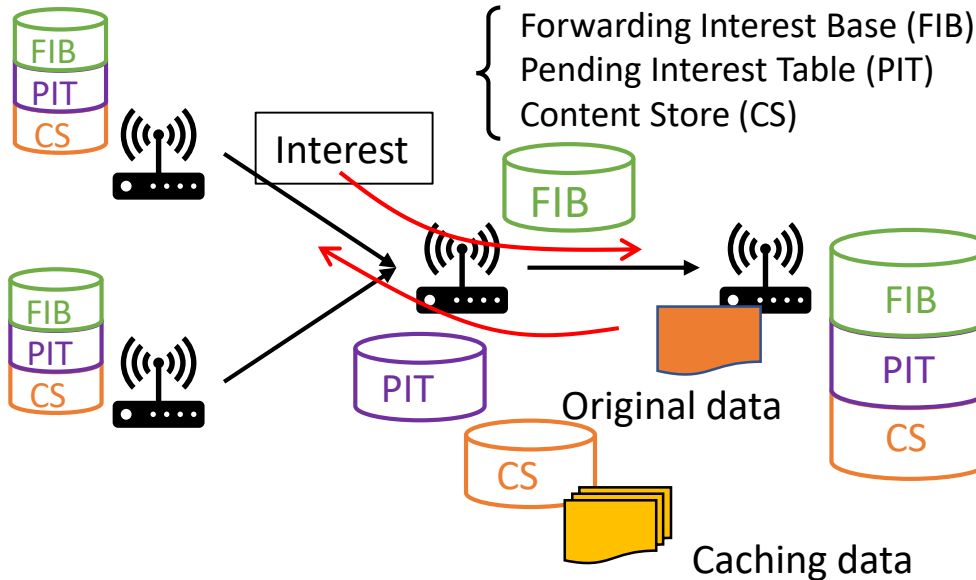 Forwarding Interest Base (FIB)
Pending Interest Table (PIT)
Content Store (CS)
FIB
PIT
CS
Interest
FIB
FIB
PIT
CS
FIB
PIT
CS
PIT
Original data
CS
Caching data